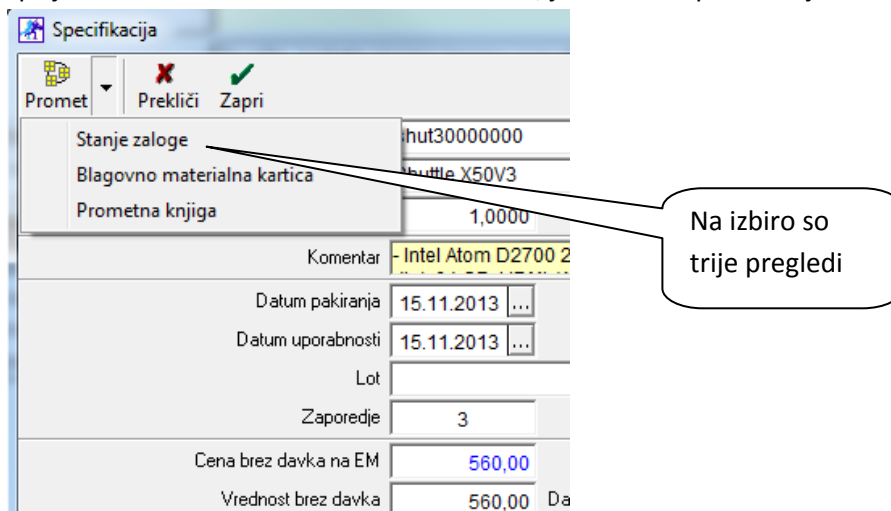 Specifikacija
Promet Prekliči Zapri
Stanje zaloge
Blagovno materialna kartica
Prometna knjiga
hut30000000
Shuttle X50V3
1,0000
Na izbiro so
trije pregledi
Komentar - Intel Atom D2700 2
Datum pakiranja 15.11.2013 ...
Datum uporabnosti 15.11.2013 ...
Lot
Zaporedje 3
Cena brez davka na EM 560,00
Vrednost brez davka 560,00 Da